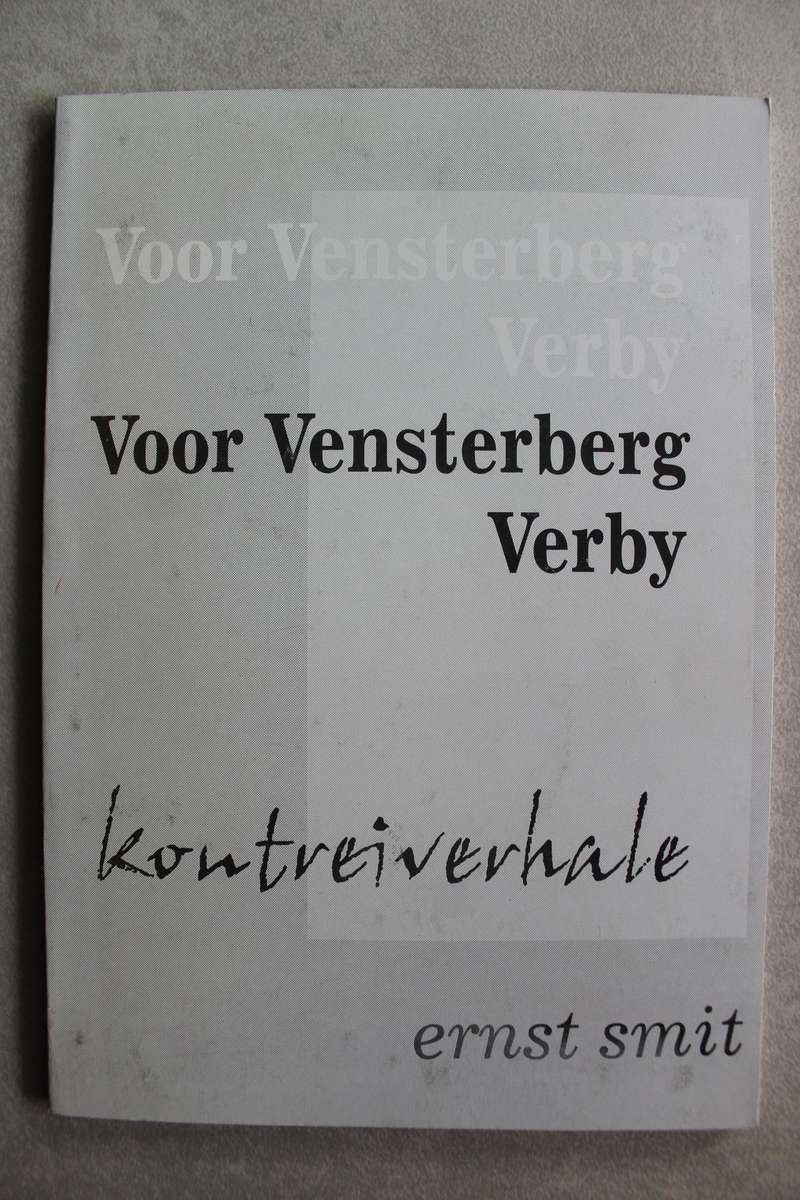 Voor Vensterberg
Verby
Voor Vensterberg
Verby
kontreiverhale
ernst smit